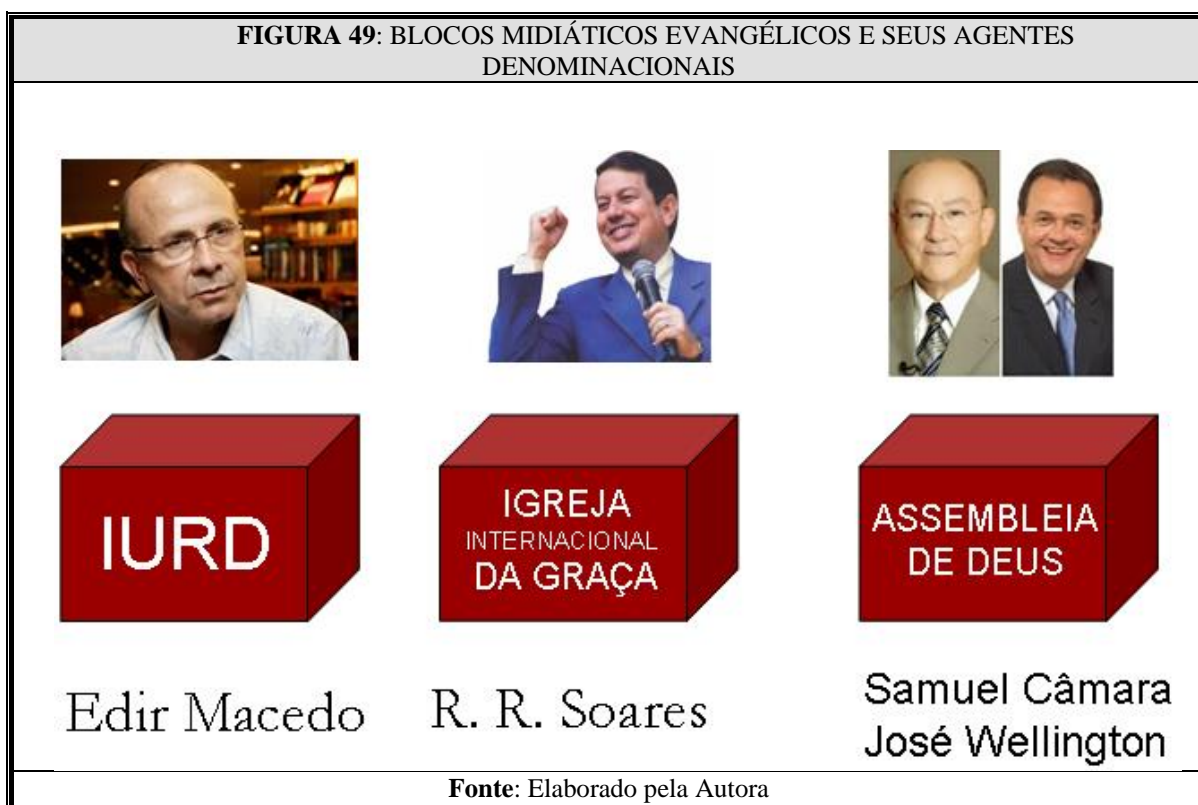 FIGURA 49: BLOCOS MIDIÁTICOS EVANGÉLICOS E SEUS AGENTES
DENOMINACIONAIS
IURD
IGREJA
INTERNACIONAL
DA GRAÇA
ASSEMBLEIA
DE DEUS
Edir Macedo
R. R. Soares
Samuel Câmara
José Wellington
Fonte: Elaborado pela Autora